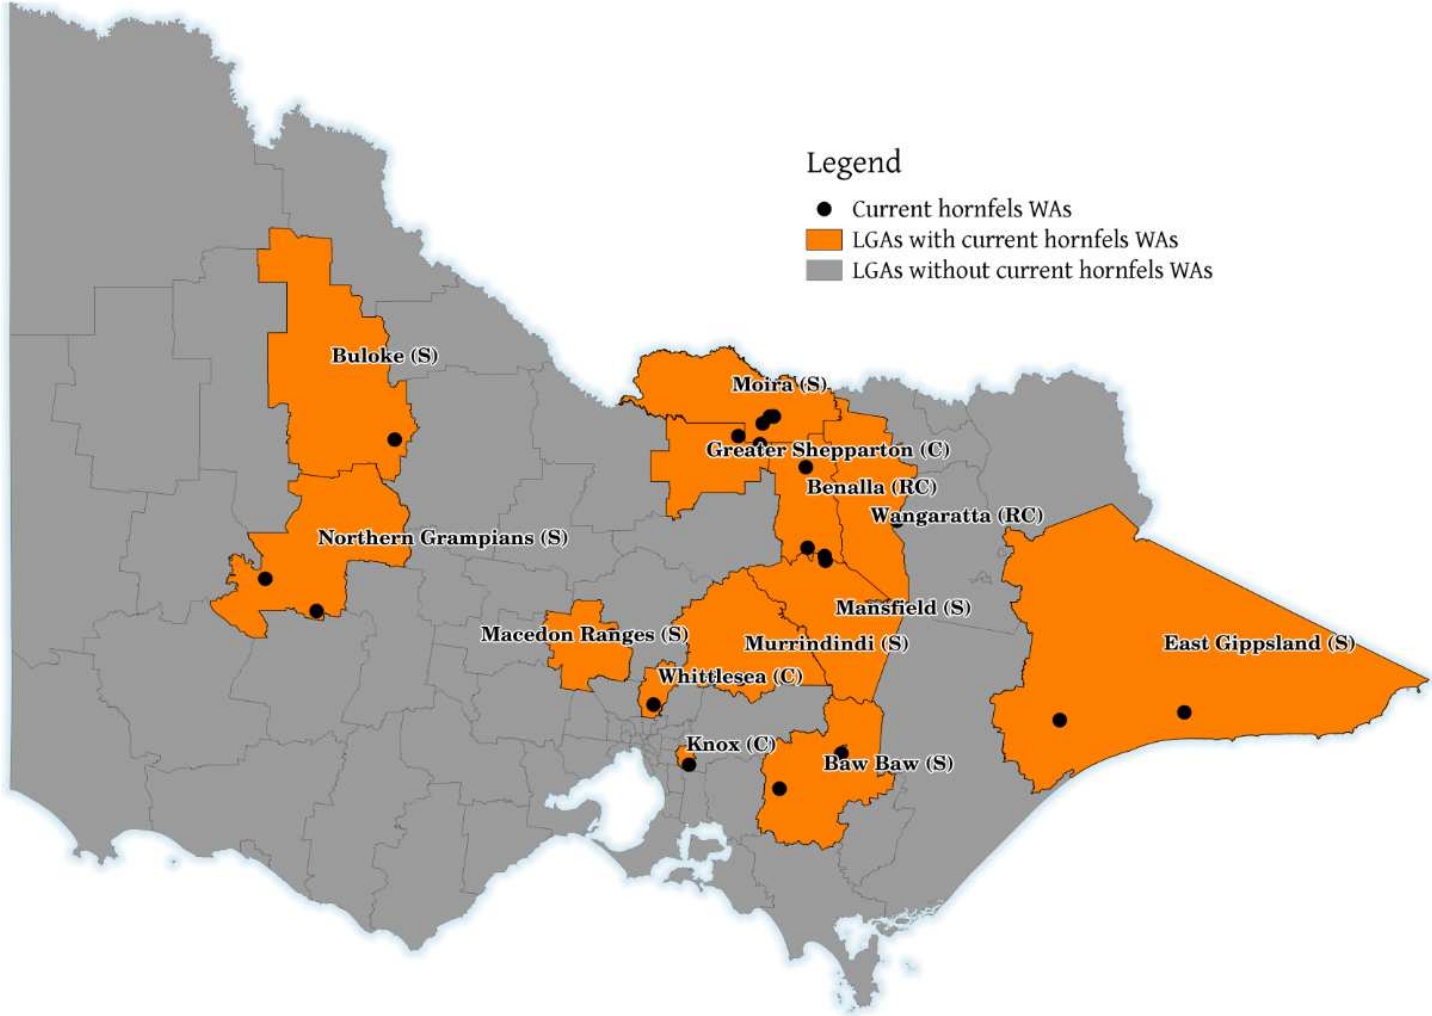 Legend
Current hornfels WAs
LGAs with current hornfels WAs
LGAs without current hornfels WAs
Buloke (S)
Moira (S)
Greater Shepparton (C)
Benalla (RC)
Wangaratta (RC)
Northern Grampians (S)
Mansfield (S)
Macedon Ranges (S)
Murrindindi (S)
East Gippsland (S)
Whittlesea (C)
Knox (C)
Baw Baw (S)